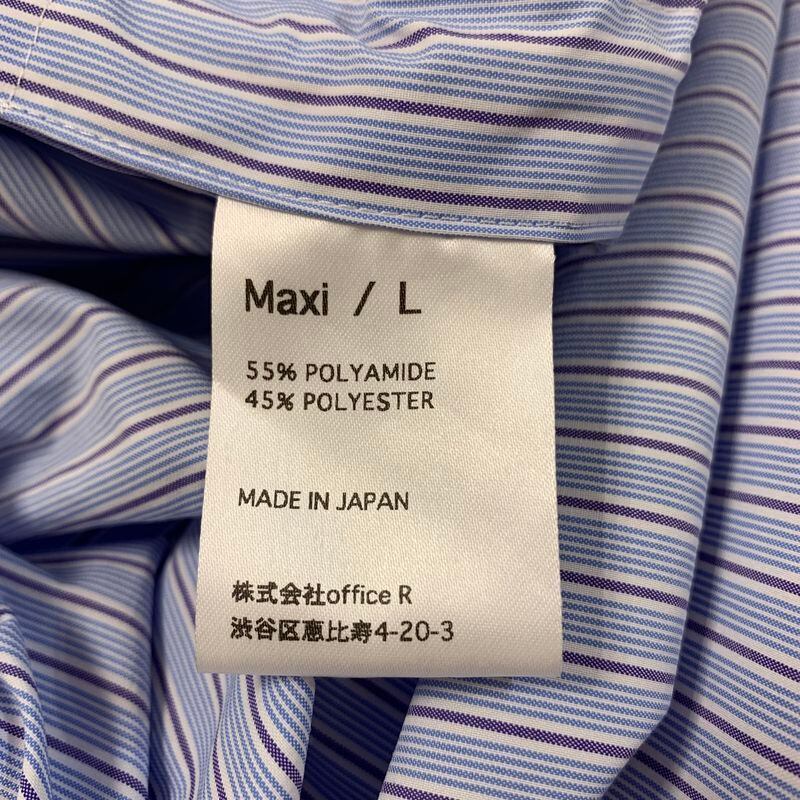 Maxi / L
55% POLYAMIDE
45% POLYESTER
MADE IN JAPAN
株式会社office R
渋谷区恵比寿4-20-3